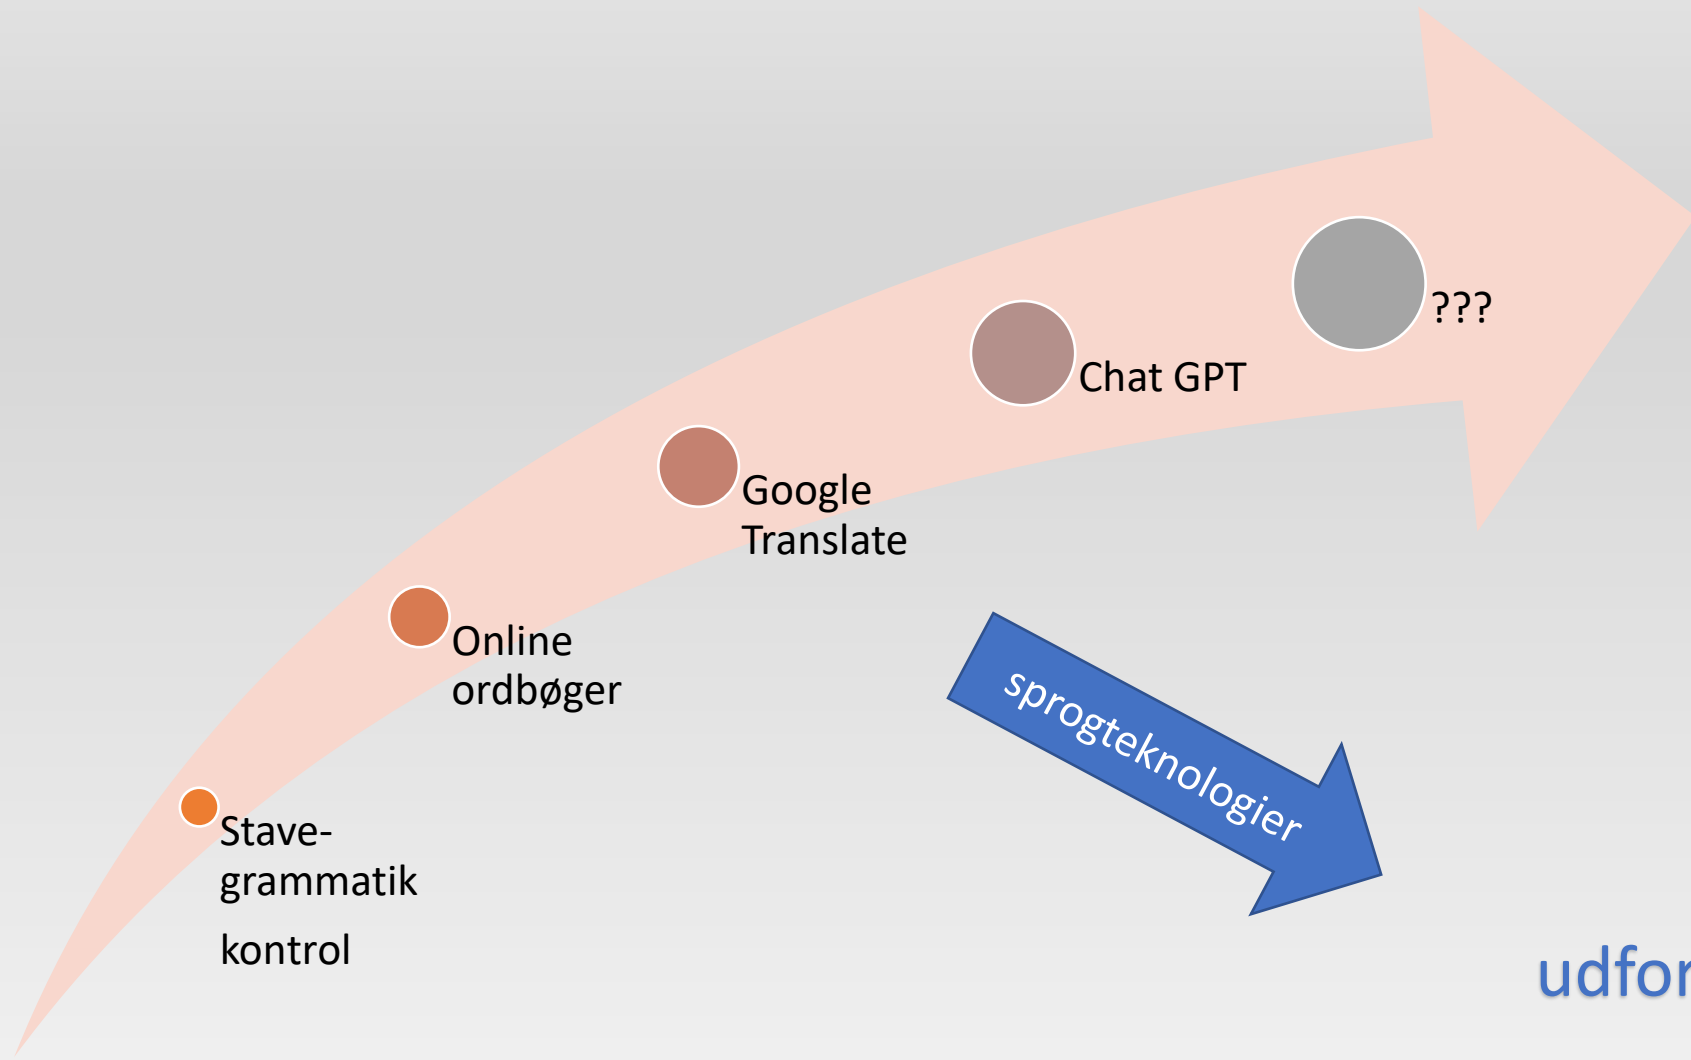 ???
Chat GPT
Google
Translate
Online
ordbøger
sprogteknologier
Stave-
grammatik
kontrol
udfor